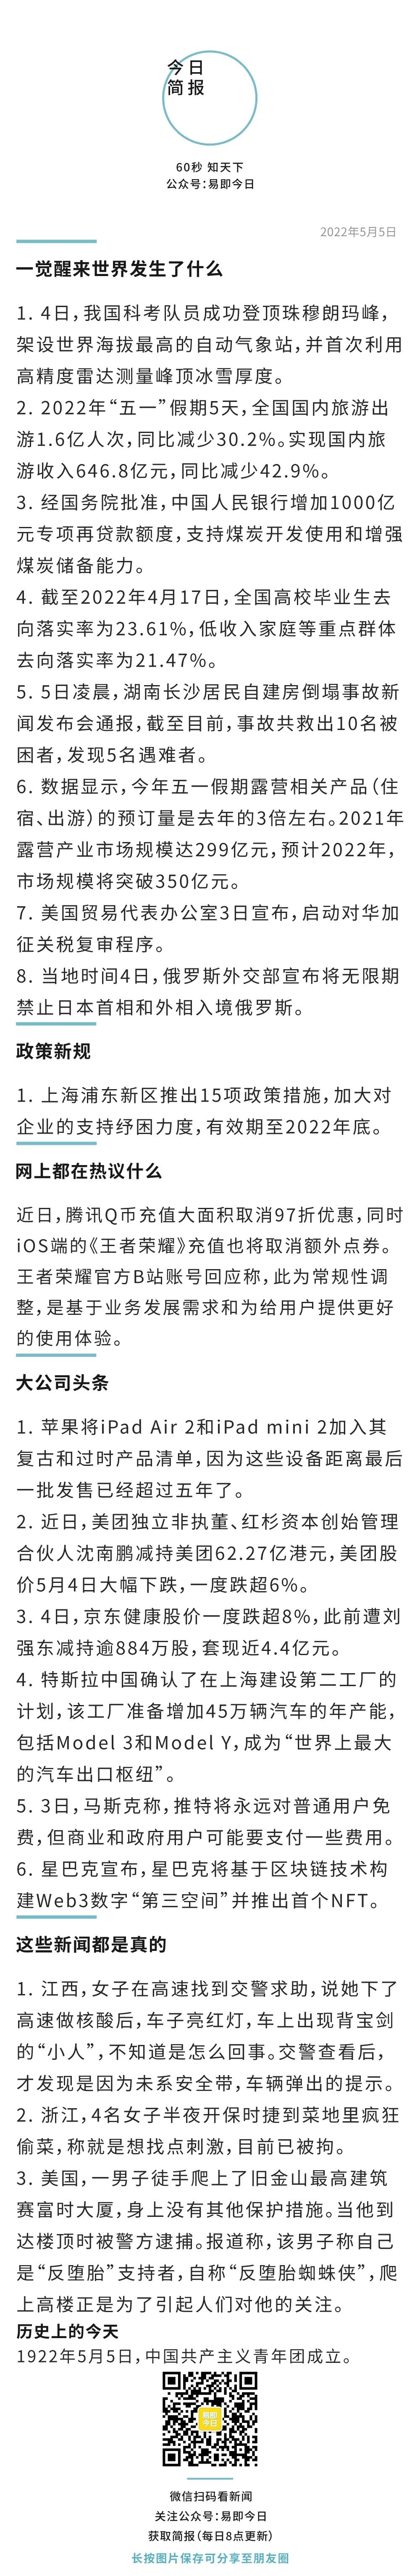 今日
简报
60秒 知天下
公众号：易即今日
2022年5月5日
一觉醒来世界发生了什么
1. 4日，我国科考队员成功登顶珠穆朗玛峰，
架设世界海拔最高的自动气象站，并首次利用
高精度雷达测量峰顶冰雪厚度。
2. 2022年“五一”假期5天，全国国内旅游出
游1.6亿人次，同比减少30.2%。实现国内旅
游收入646.8亿元，同比减少42.9%。
3. 经国务院批准，中国人民银行增加1000亿
元专项再贷款额度，支持煤炭开发使用和增强
煤炭储备能力。
4. 截至2022年4月17日，全国高校毕业生去
向落实率为23.61%，低收入家庭等重点群体
去向落实率为21.47%。
5. 5日凌晨，湖南长沙居民自建房倒塌事故新
闻发布会通报，截至目前，事故共救出10名被
困者，发现5名遇难者。
6. 数据显示，今年五一假期露营相关产品（住
宿、出游）的预订量是去年的3倍左右。2021年
露营产业市场规模达299亿元，预计2022年，
市场规模将突破350亿元。
7. 美国贸易代表办公室3日宣布，启动对华加
征关税复审程序。
8. 当地时间4日，俄罗斯外交部宣布将无限期
禁止日本首相和外相入境俄罗斯。
政策新规
1. 上海浦东新区推出15项政策措施，加大对
企业的支持纾困力度，有效期至2022年底。
网上都在热议什么
近日，腾讯Q币充值大面积取消97折优惠，同时
iOS端的《王者荣耀》充值也将取消额外点券。
王者荣耀官方B站账号回应称，此为常规性调
整，是基于业务发展需求和为给用户提供更好
的使用体验。
大公司头条
1. 苹果将iPad Air 2和iPad mini 2加入其
复古和过时产品清单，因为这些设备距离最后
一批发售已经超过五年了。
2. 近日，美团独立非执董、红杉资本创始管理
合伙人沈南鹏减持美团62.27亿港元，美团股
价5月4日大幅下跌，一度跌超6%。
3. 4日，京东健康股价一度跌超8%，此前遭刘
强东减持逾884万股，套现近4.4亿元。
4. 特斯拉中国确认了在上海建设第二工厂的
计划，该工厂准备增加45万辆汽车的年产能，
包括Model 3和Model Y，成为“世界上最大
的汽车出口枢纽”。
5. 3日，马斯克称，推特将永远对普通用户免
费，但商业和政府用户可能要支付一些费用。
6. 星巴克宣布，星巴克将基于区块链技术构
建Web3数字“第三空间”并推出首个NFT。
这些新闻都是真的
1. 江西，女子在高速找到交警求助，说她下了
高速做核酸后，车子亮红灯，车上出现背宝剑
的“小人”，不知道是怎么回事。交警查看后，
才发现是因为未系安全带，车辆弹出的提示。
2. 浙江，4名女子半夜开保时捷到菜地里疯狂
偷菜，称就是想找点刺激，目前已被拘。
3. 美国，一男子徒手爬上了旧金山最高建筑
赛富时大厦，身上没有其他保护措施。当他到
达楼顶时被警方逮捕。报道称，该男子称自己
是“反堕胎”支持者，自称“反堕胎蜘蛛侠”，爬
上高楼正是为了引起人们对他的关注。
历史上的今天
1922年5月5日，中国共产主义青年团成立。
易即
今日
微信扫码看新闻
关注公众号：易即今日
获取简报（每日8点更新）
长按图片保存可分享至朋友圈